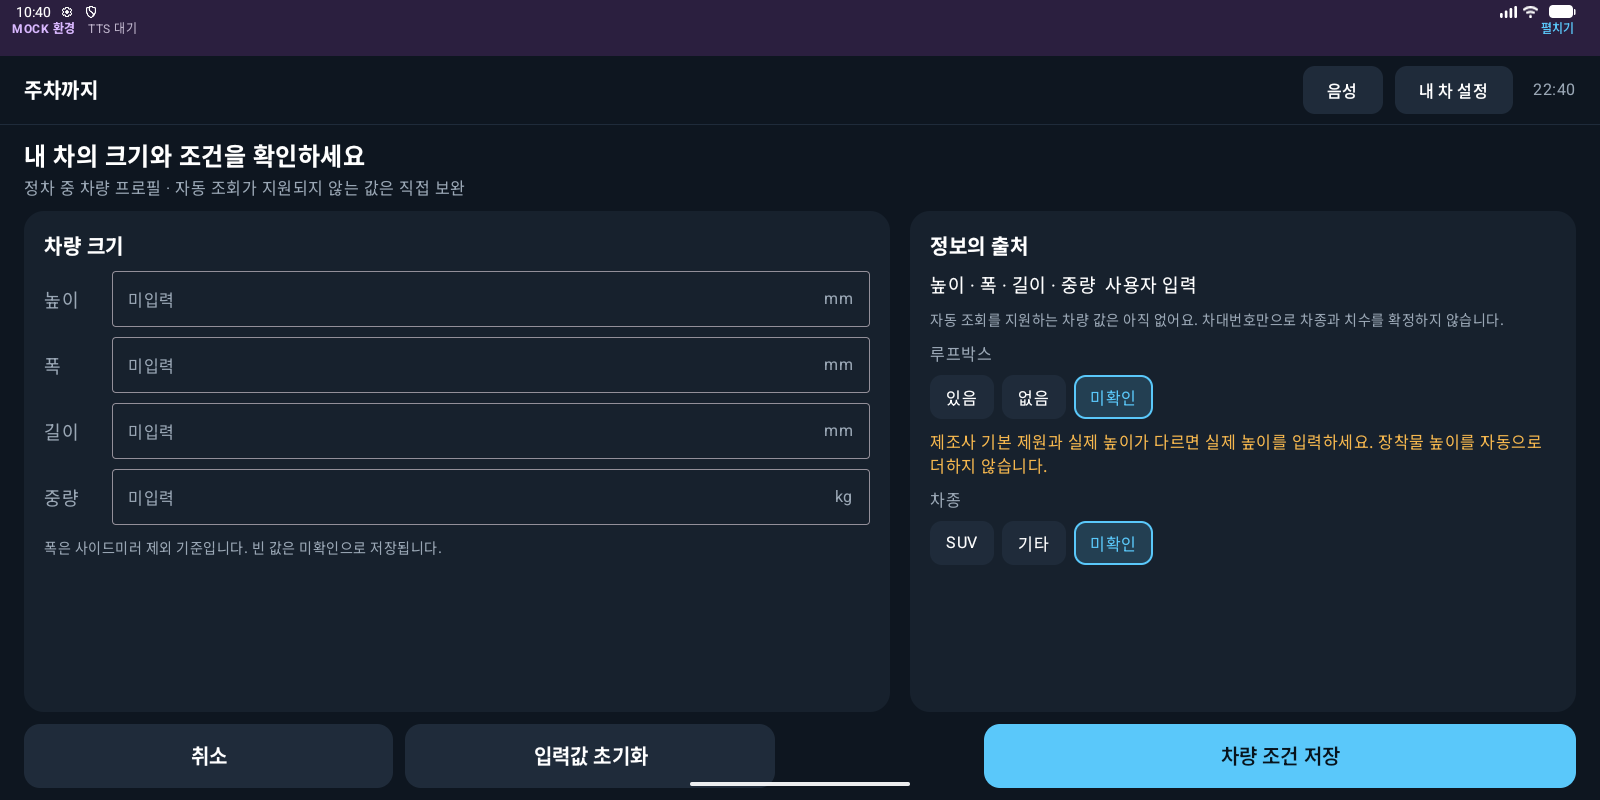 10:40
MOCK 환경 TTS 대기
펼치기
주차까지
음성
내 차 설정
22:40
내 차의 크기와 조건을 확인하세요
정차 중 차량 프로필 · 자동 조회가 지원되지 않는 값은 직접 보완
차량 크기
높이 미입력 mm
폭 미입력 mm
길이 미입력 mm
중량 미입력 kg
폭은 사이드미러 제외 기준입니다. 빈 값은 미확인으로 저장됩니다.
정보의 출처
높이 · 폭 · 길이 · 중량 사용자 입력
자동 조회를 지원하는 차량 값은 아직 없어요. 차대번호만으로 차종과 치수를 확정하지 않습니다.
루프박스
있음 없음 미확인
제조사 기본 제원과 실제 높이가 다르면 실제 높이를 입력하세요. 장착물 높이를 자동으로
더하지 않습니다.
차종
SUV 기타 미확인
취소
입력값 초기화
차량 조건 저장